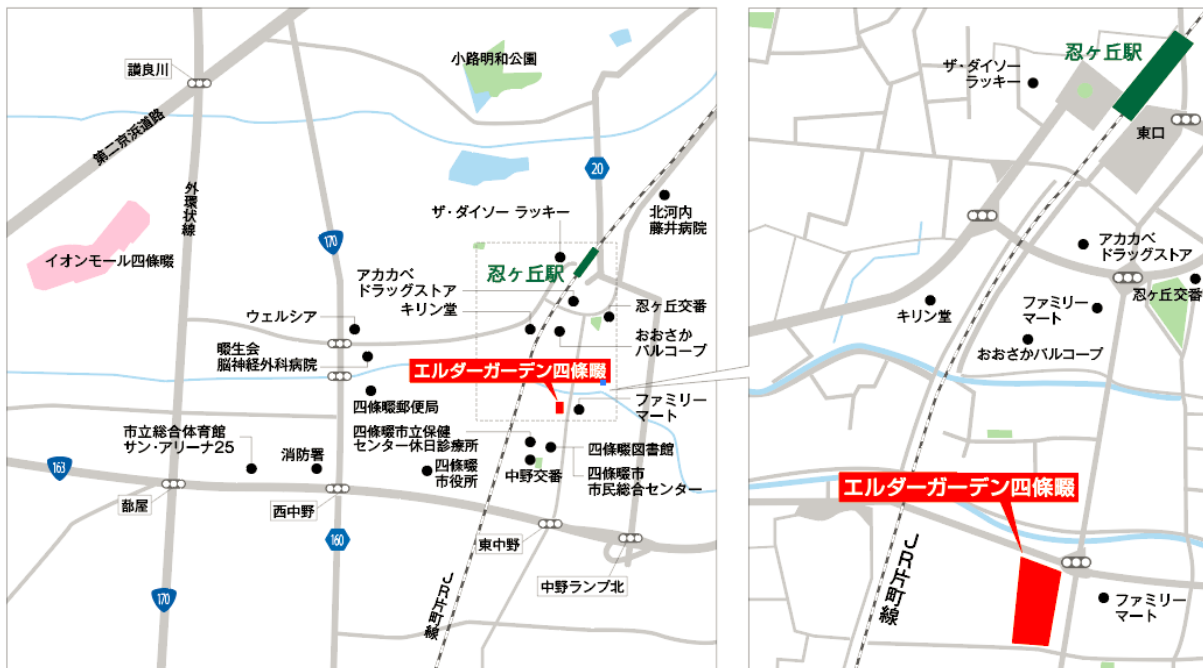 小路明和公園
讃良川
第二京浜道路
外環状線
20
北河内
藤井病院
ザ・ダイソー ラッキー
170
イオンモール四條畷
忍ヶ丘駅
アカカベ
ドラッグストア
キリン堂
忍ヶ丘交番
ウェルシア
おおさか
パルコープ
畷生会
脳神経外科病院
エルダーガーデン四條畷
四條畷郵便局
ファミリー
マート
市立総合体育館
サン・アリーナ25
消防署
四條畷市立保健
センター休日診療所
四條畷
市役所
中野交番
四條畷図書館
四條畷市
市民総合センター
163
蔀屋
西中野
東中野
160
中野ランプ北
170
JR片町線
忍ヶ丘駅
ザ・ダイソー
ラッキー
東口
アカカベ
ドラッグストア
忍ヶ丘交番
キリン堂
ファミリー
マート
おおさかパルコープ
エルダーガーデン四條畷
JR片町線
ファミリー
マート